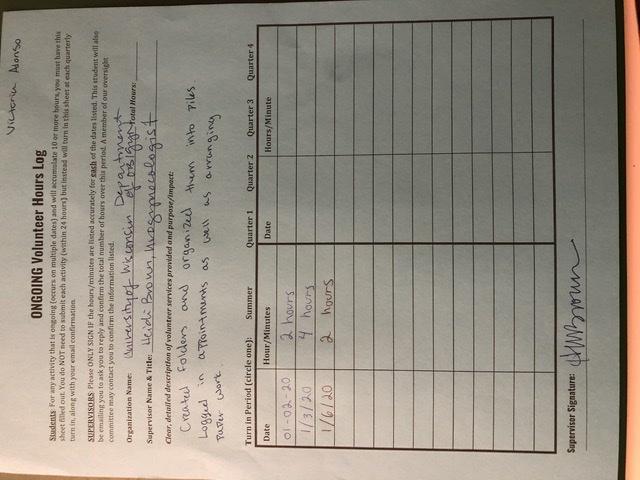 Victoria Alonso
ONGOING Volunteer Hours Log
Students: For any activity that is ongoing (occurs on multiple dates) and will accumulate 10 or more hours, you must have this
sheet filled out. You do NOT need to submit each activity (within 24 hours) but instead will turn in this sheet at each quarterly
turn in, along with your email confirmation.
SUPERVISORS: Please ONLY SIGN IF the hours/minutes are listed accurately for each of the dates listed. This student will also
be emailing you to ask you to reply and confirm the total number of hours over this period. A member of our oversight
committee may contact you to confirm the information listed.
Organization Name: University of Wisconsin Department of OB/Gyn Total Hours:
Supervisor Name & Title: Heidi Brown, Urogynecologist
Clear, detailed description of volunteer services provided and purpose/impact:
Created folders and organized them into piles
Logged in appointments as well as arranging
paper work.
Turn in Period (circle one): Summer Quarter 1 Quarter 2 Quarter 3 Quarter 4
Date Hour/Minutes Date Hours/Minute
01-02-20 2 hours
1/3/20 4 hours
1/6/20 2 hours
Supervisor Signature: HWBrown